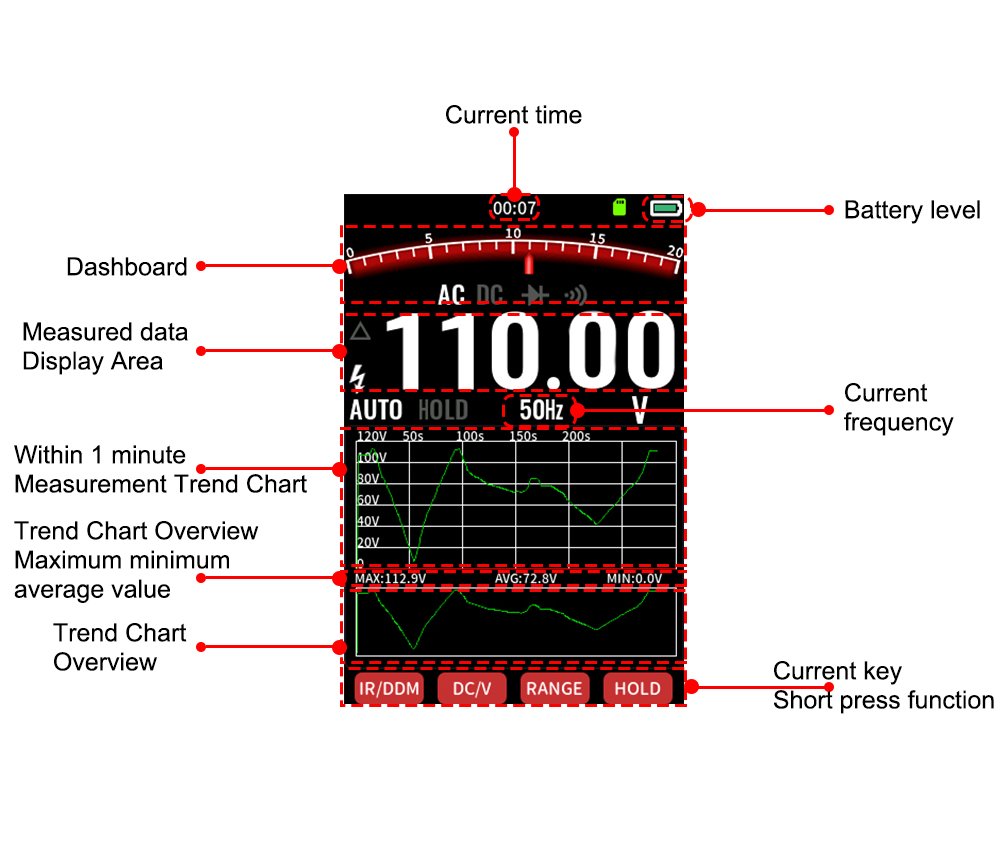 Current time
00:07
Battery level
0 5 10 15 20
Dashboard
AC DC
Measured data
Display Area
110.00
AUTO HOLD 50Hz V
Current
frequency
120V 50s 100s 150s 200s
100V
80V
60V
40V
20V
0
Within 1 minute
Measurement Trend Chart
Trend Chart Overview
Maximum minimum
average value
MAX:112.9V AVG:72.8V MIN:0.0V
Trend Chart
Overview
Current key
Short press function
IR/DDM DC/V RANGE HOLD